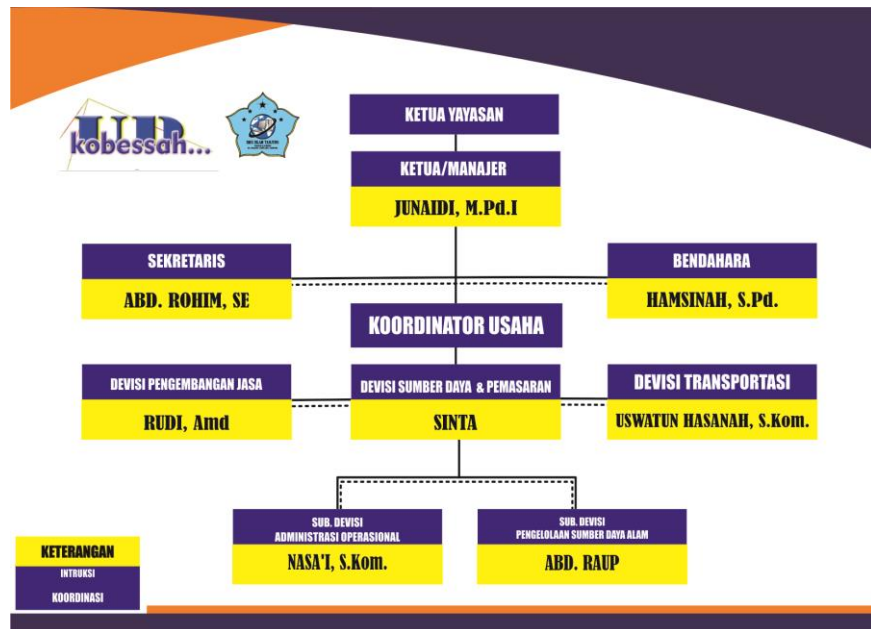 UD
kobessah...
KETUA YAYASAN
KETUA/MANAJER
JUNAIDI, M.Pd.I
SEKRETARIS
ABD. ROHIM, SE
BENDAHARA
HAMSINAH, S.Pd.
KOORDINATOR USAHA
DEVISI PENGEMBANGAN JASA
RUDI, Amd
DEVISI SUMBER DAYA & PEMASARAN
SINTA
DEVISI TRANSPORTASI
USWATUN HASANAH, S.Kom.
SUB. DEVISI
ADMINISTRASI OPERASIONAL
NASA'I, S.Kom.
SUB. DEVISI
PENGELOLAAN SUMBER DAYA ALAM
ABD. RAUP
KETERANGAN
INTRUKSI
KOORDINASI